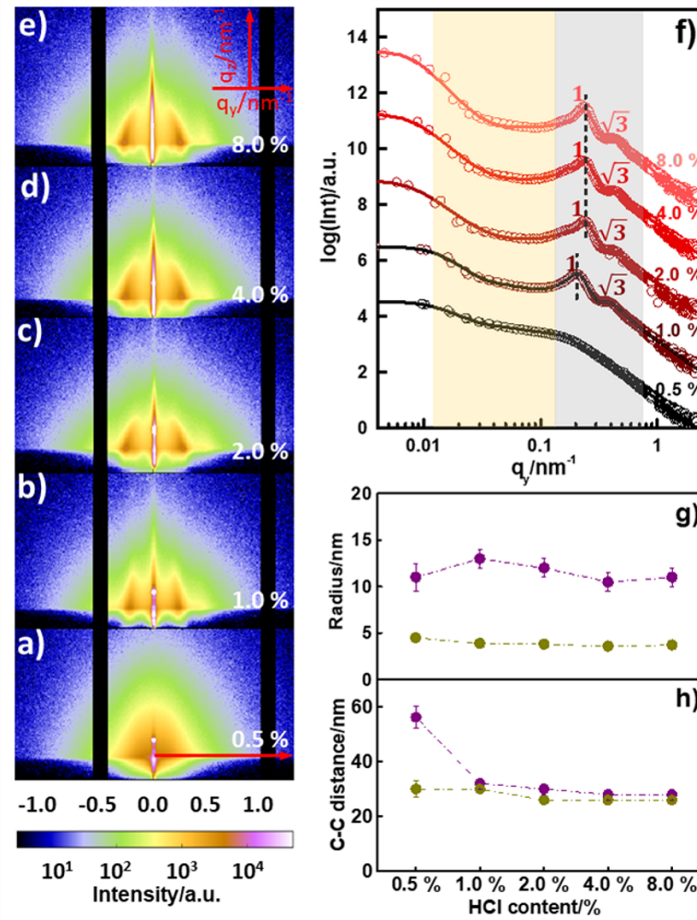 e)
qz/nm-1
qy/nm-1
8.0 %
d)
4.0 %
c)
2.0 %
b)
1.0 %
a)
0.5 %
-1.0 -0.5 0.0 0.5 1.0
10¹ 10² 10³ 10⁴
Intensity/a.u.
f)
log(Int)/a.u.
14
12
10
8
6
4
2
0
1 √3 8.0 %
1 √3 4.0 %
1 √3 2.0 %
1 √3 1.0 %
0.5 %
0.01 0.1 1
qy/nm-1
g)
Radius/nm
20
15
10
5
0
h)
C-C distance/nm
60
40
20
0
0.5 % 1.0 % 2.0 % 4.0 % 8.0 %
HCl content/%